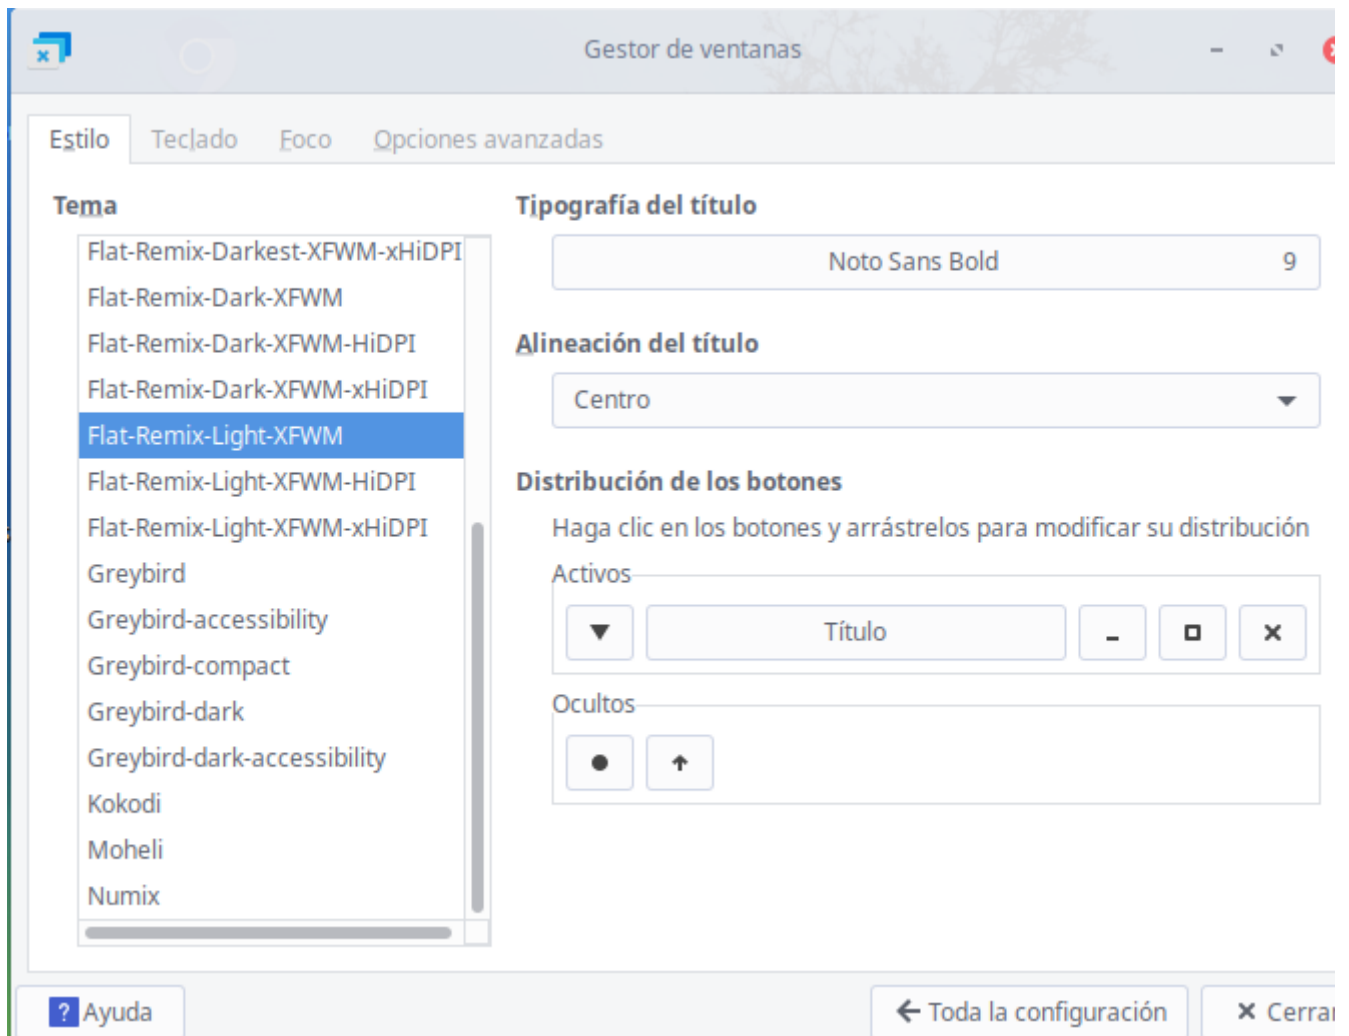 Gestor de ventanas
Estilo Teclado Foco Opciones avanzadas
Tema
Flat-Remix-Darkest-XFWM-xHiDPI
Flat-Remix-Dark-XFWM
Flat-Remix-Dark-XFWM-HiDPI
Flat-Remix-Dark-XFWM-xHiDPI
Flat-Remix-Light-XFWM
Flat-Remix-Light-XFWM-HiDPI
Flat-Remix-Light-XFWM-xHiDPI
Greybird
Greybird-accessibility
Greybird-compact
Greybird-dark
Greybird-dark-accessibility
Kokodi
Moheli
Numix
Tipografía del título
Noto Sans Bold 9
Alineación del título
Centro
Distribución de los botones
Haga clic en los botones y arrástrelos para modificar su distribución
Activos
Título
Ocultos
? Ayuda
Toda la configuración
Cerrar